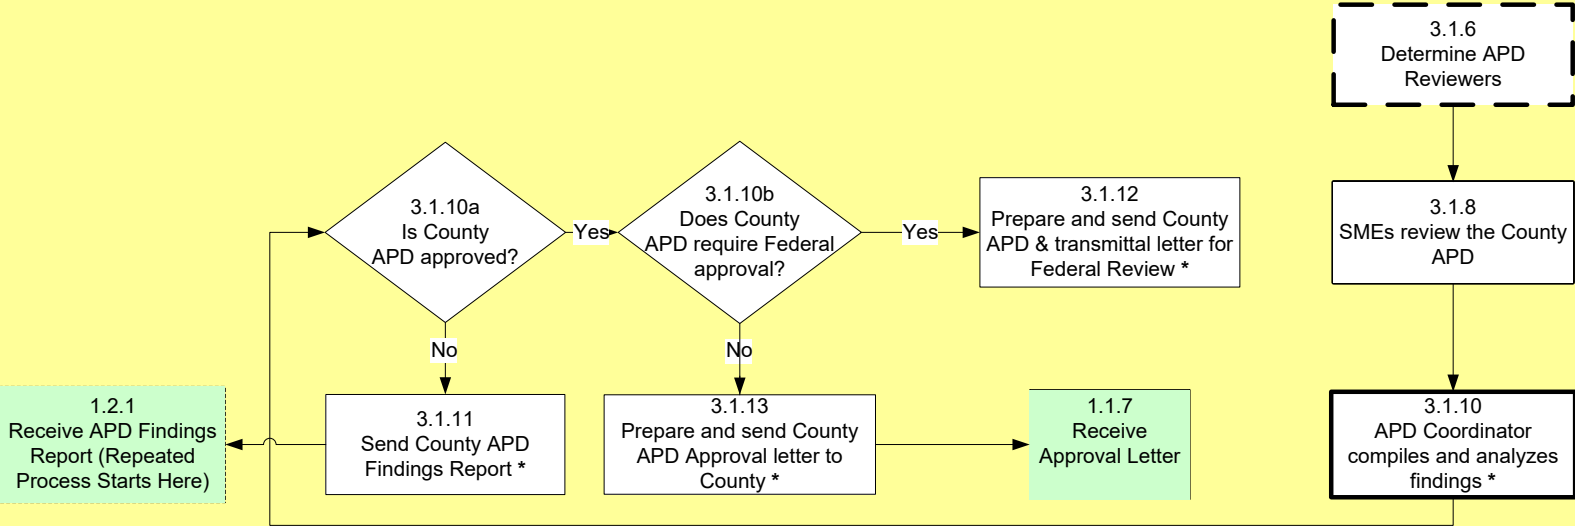 3.1.6
Determine APD
Reviewers
3.1.10a
Is County
APD approved?
Yes
3.1.10b
Does County
APD require Federal
approval?
Yes
3.1.12
Prepare and send County
APD & transmittal letter for
Federal Review *
3.1.8
SMEs review the County
APD
No
No
1.2.1
Receive APD Findings
Report (Repeated
Process Starts Here)
3.1.11
Send County APD
Findings Report *
3.1.13
Prepare and send County
APD Approval letter to
County *
1.1.7
Receive
Approval Letter
3.1.10
APD Coordinator
compiles and analyzes
findings *